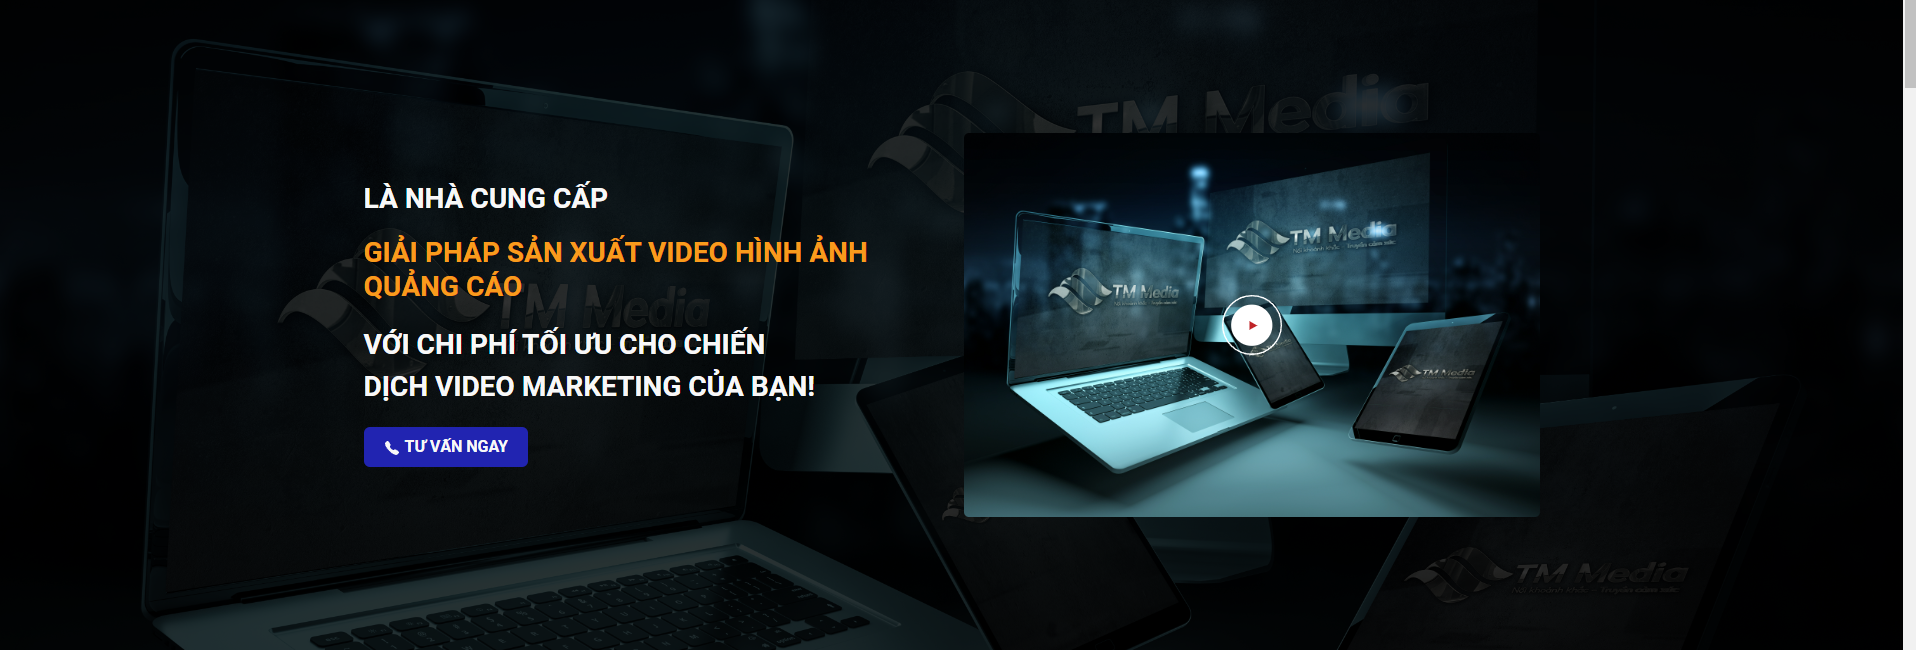 TM Media
LÀ NHÀ CUNG CẤP
GIẢI PHÁP SẢN XUẤT VIDEO HÌNH ẢNH
QUẢNG CÁO
TM Media
VỚI CHI PHÍ TỐI ƯU CHO CHIẾN
DỊCH VIDEO MARKETING CỦA BẠN!
TƯ VẤN NGAY
TM Media
TM Media
TM Media
TM Media